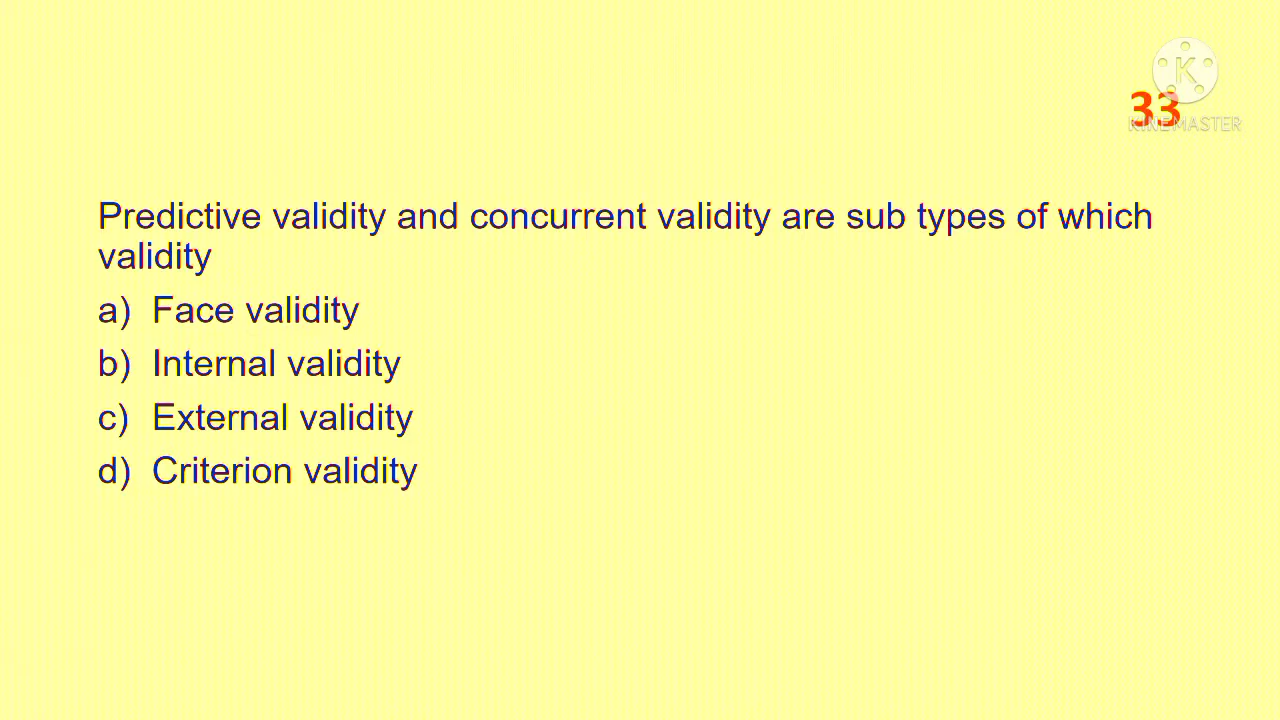 K
33
KINEMASTER
Predictive validity and concurrent validity are sub types of which
validity
a) Face validity
b) Internal validity
c) External validity
d) Criterion validity